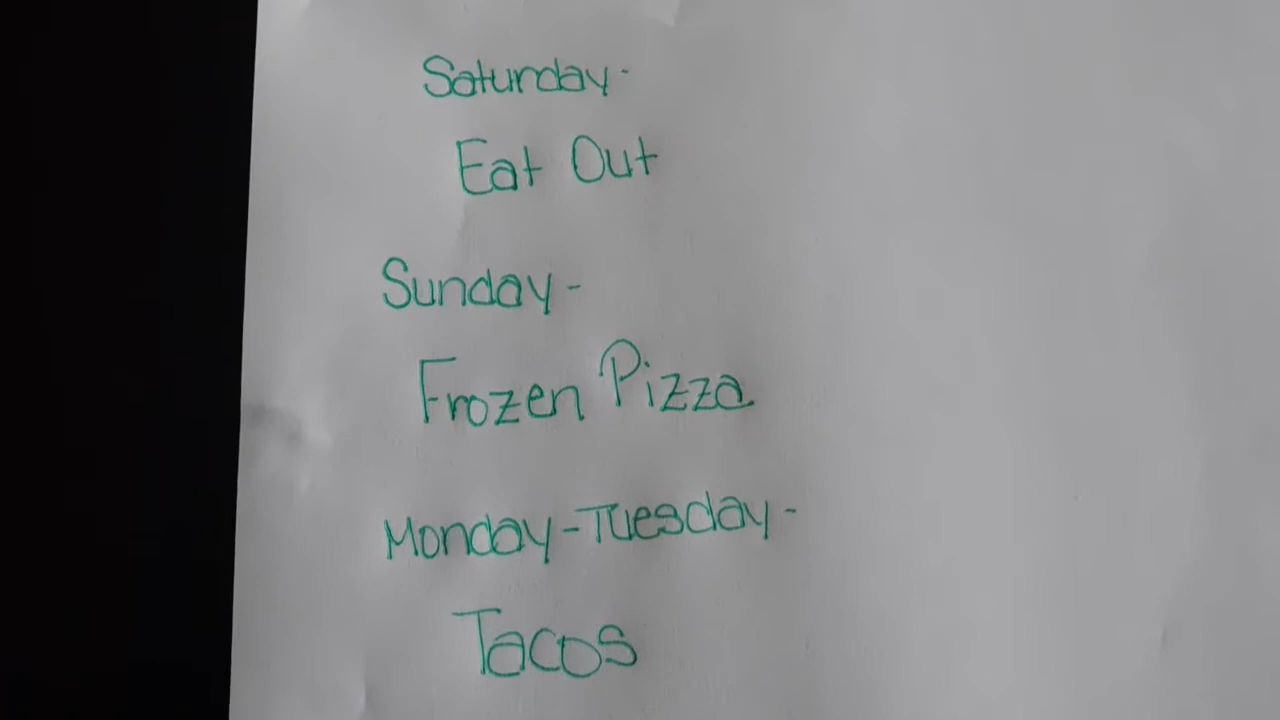 Saturday-
Eat Out
Sunday-
Frozen Pizza
Monday-Tuesday-
Tacos